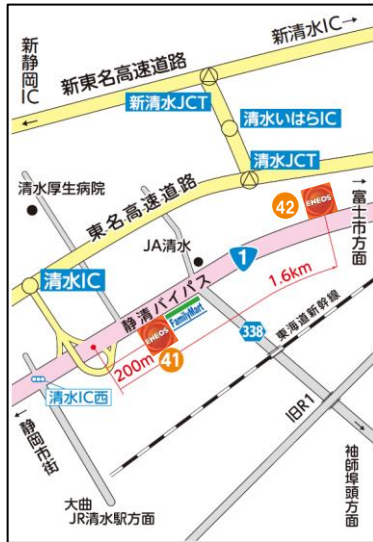 新清水IC→
新静岡IC
←
新東名高速道路
新清水JCT
清水いはらIC
清水JCT
清水厚生病院
東名高速道路
42
ENEOS
→
富士市方面
JA清水
1
清水IC
静清バイパス
1.6km
FamilyMart
ENEOS
41
200m
338
東海道新幹線
清水IC西
旧R1
←
静岡市街
大曲
JR清水駅方面
袖師埠頭方面
→